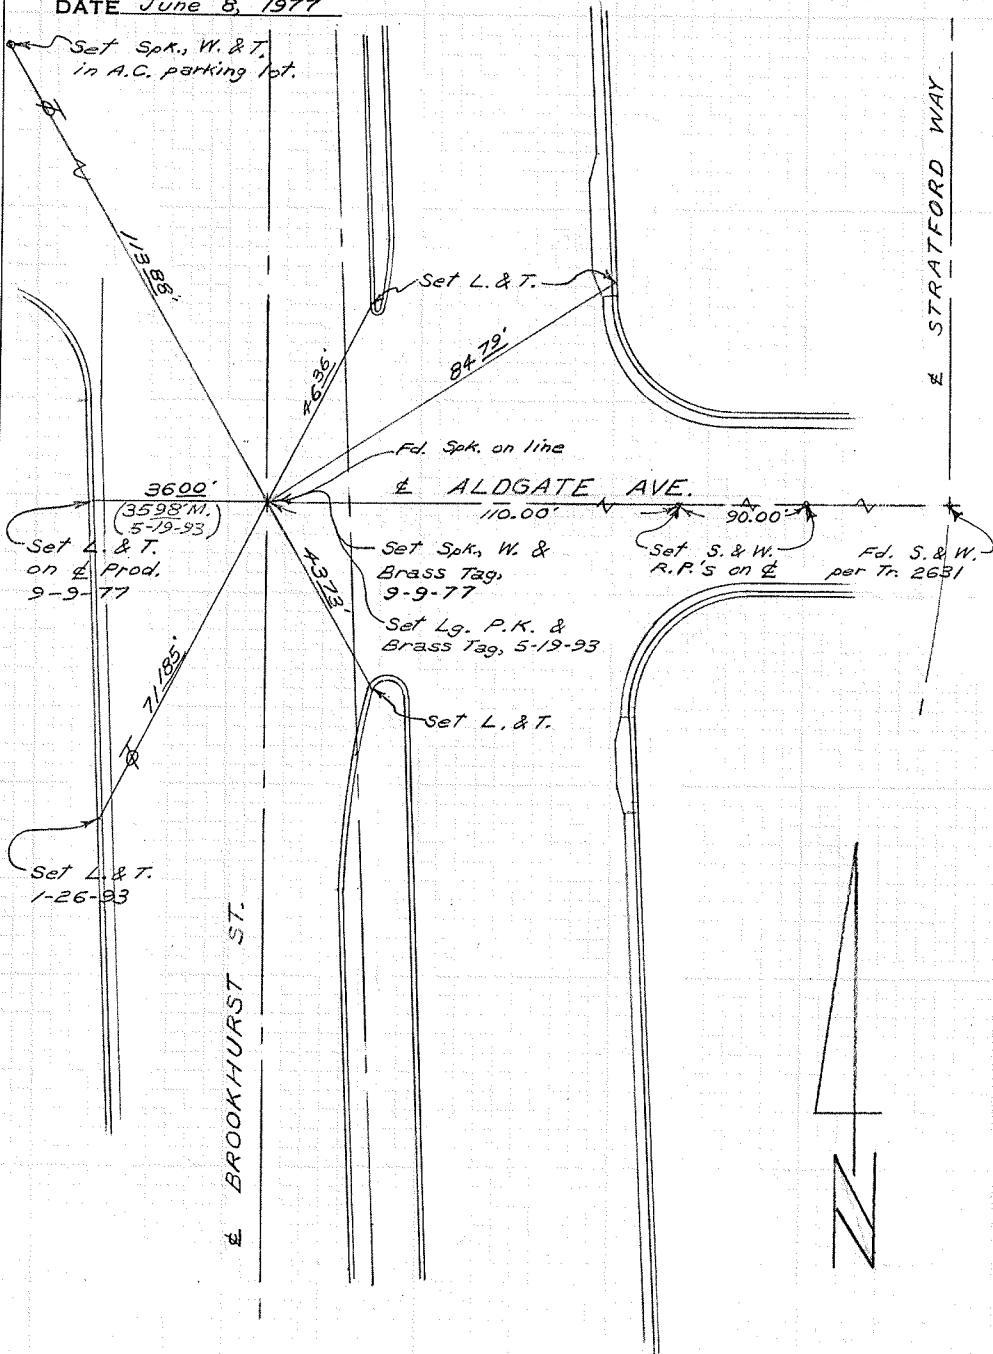 DATE June 8, 1977
Set Spk., W. & T.
in A.C. parking lot.
113.88'
℄ STRATFORD WAY
Set L. & T.
46.36'
84.79'
Fd. Spk. on line
36.00'
(35.98' M.
5-19-93)
℄ ALDGATE AVE.
110.00'
90.00'
Set L. & T.
on ℄ Prod.
9-9-77
Set Spk., W. &
Brass Tag,
9-9-77
Set S. & W.
R.P.'s on ℄
Fd. S. & W.
per Tr. 2631
43.73'
Set Lg. P.K. &
Brass Tag, 5-19-93
71.185'
Set L. & T.
Set L. & T.
1-26-93
℄ BROOKHURST ST.
N